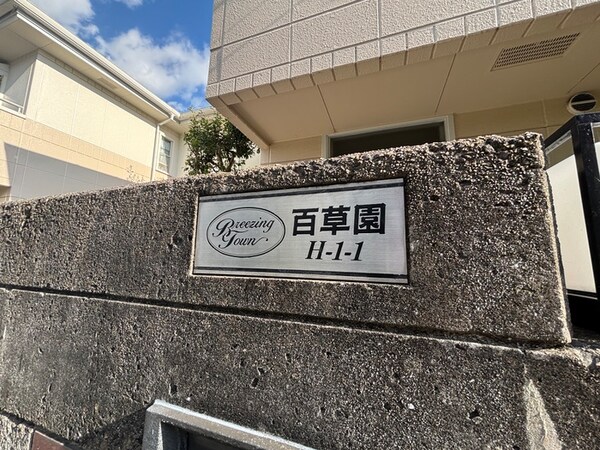 Breezing
Town
百草園
H-1-1